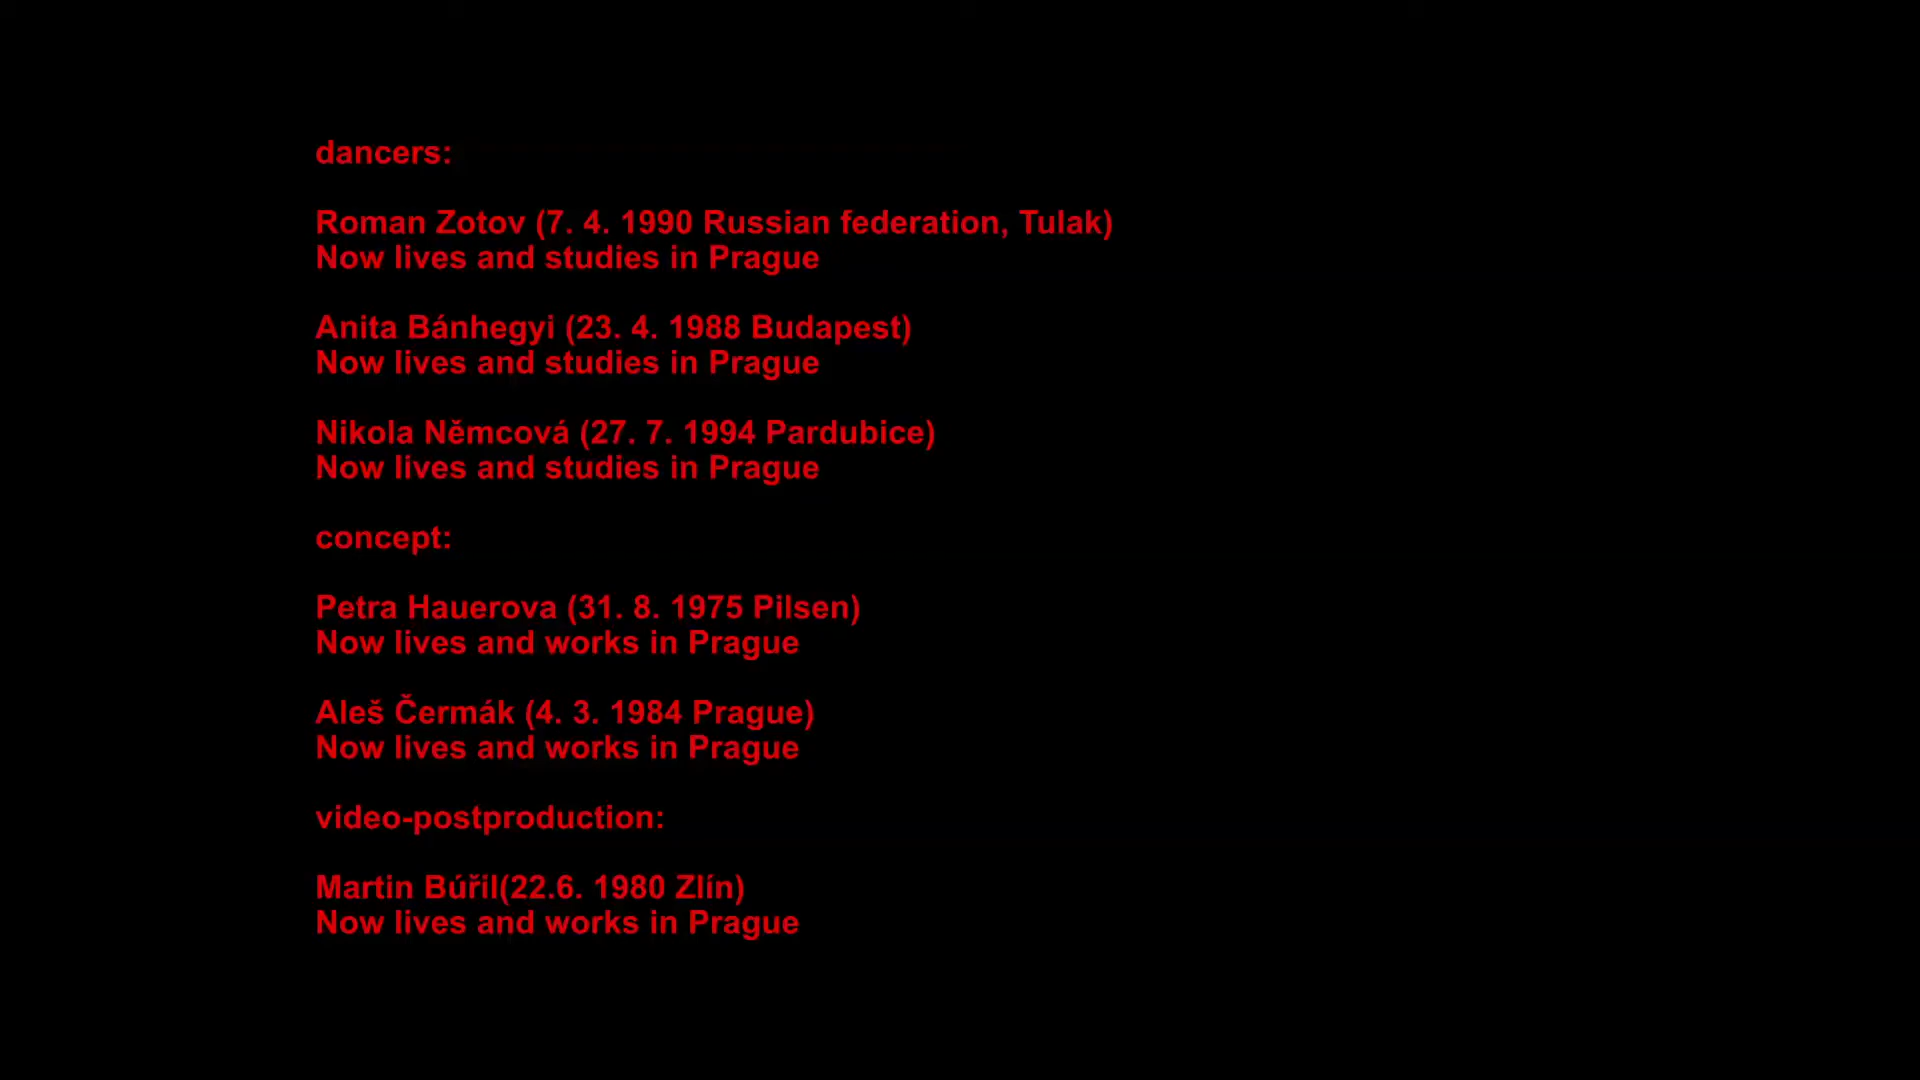 dancers:
Roman Zotov (7. 4. 1990 Russian federation, Tulak)
Now lives and studies in Prague
Anita Bánhegyi (23. 4. 1988 Budapest)
Now lives and studies in Prague
Nikola Němcová (27. 7. 1994 Pardubice)
Now lives and studies in Prague
concept:
Petra Hauerova (31. 8. 1975 Pilsen)
Now lives and works in Prague
Aleš Čermák (4. 3. 1984 Prague)
Now lives and works in Prague
video-postproduction:
Martin Búřil(22.6. 1980 Zlín)
Now lives and works in Prague